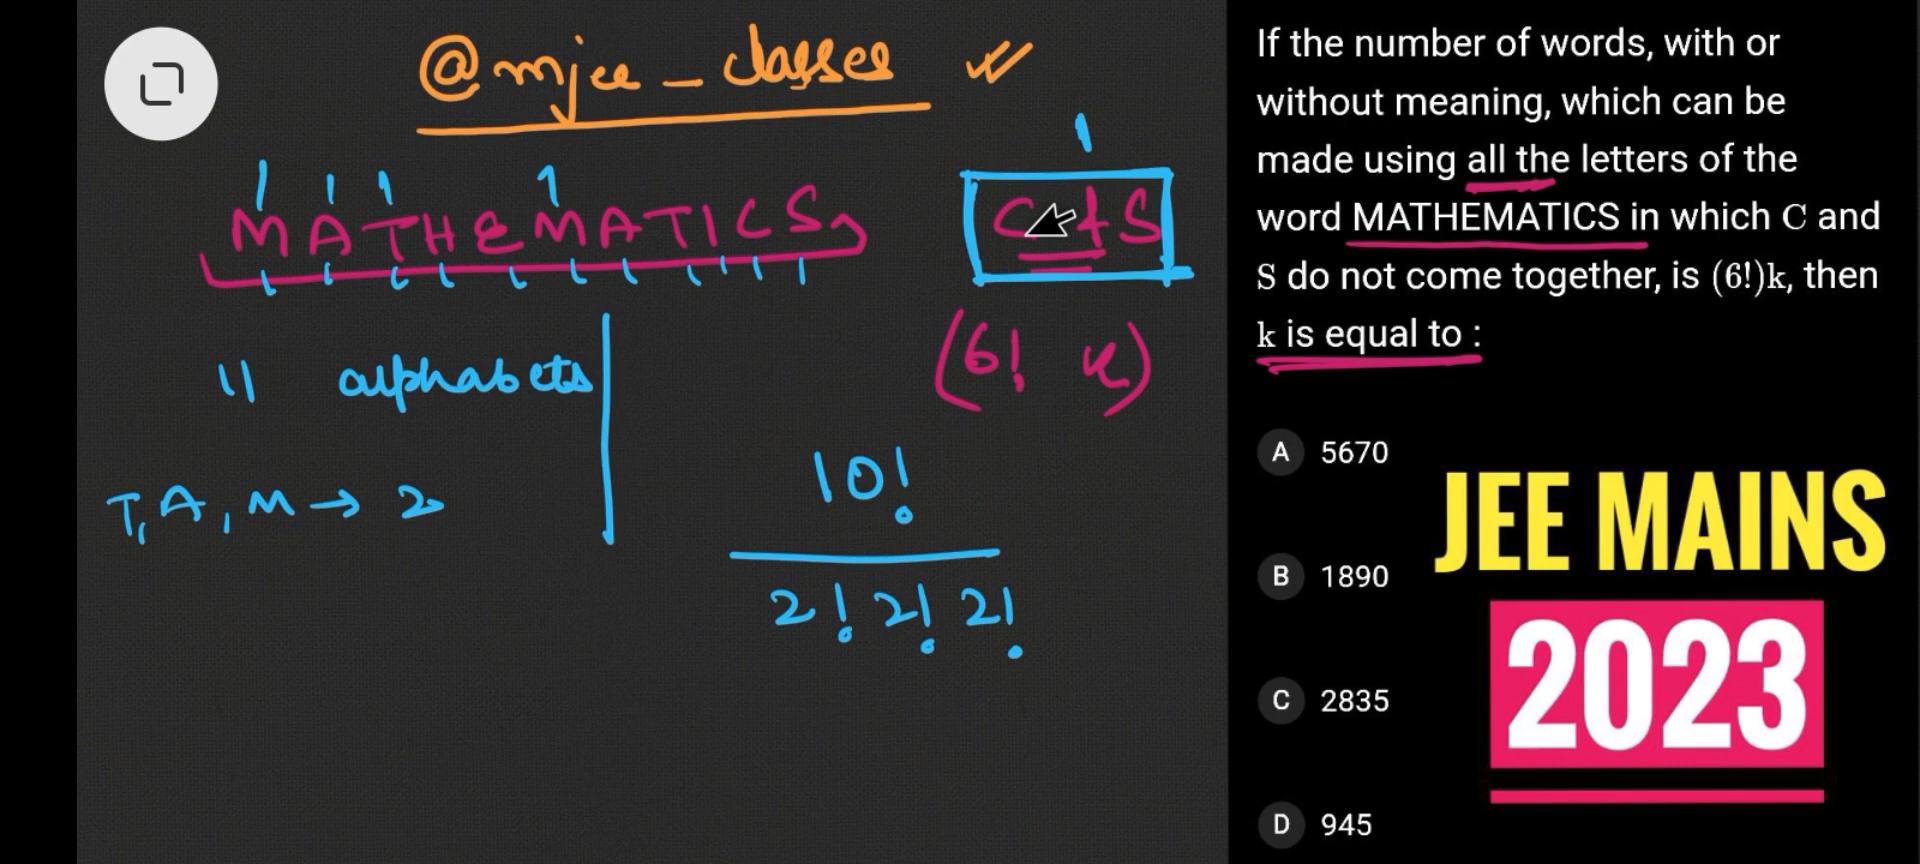 @mjee_classes
MATHEMATICS
C & S
1
11 alphabets
(6! k)
T, A, M → 2
10!
2! 2! 2!
If the number of words, with or
without meaning, which can be
made using all the letters of the
word MATHEMATICS in which C and
S do not come together, is (6!)k, then
k is equal to :
A 5670
B 1890
C 2835
D 945
JEE MAINS
2023